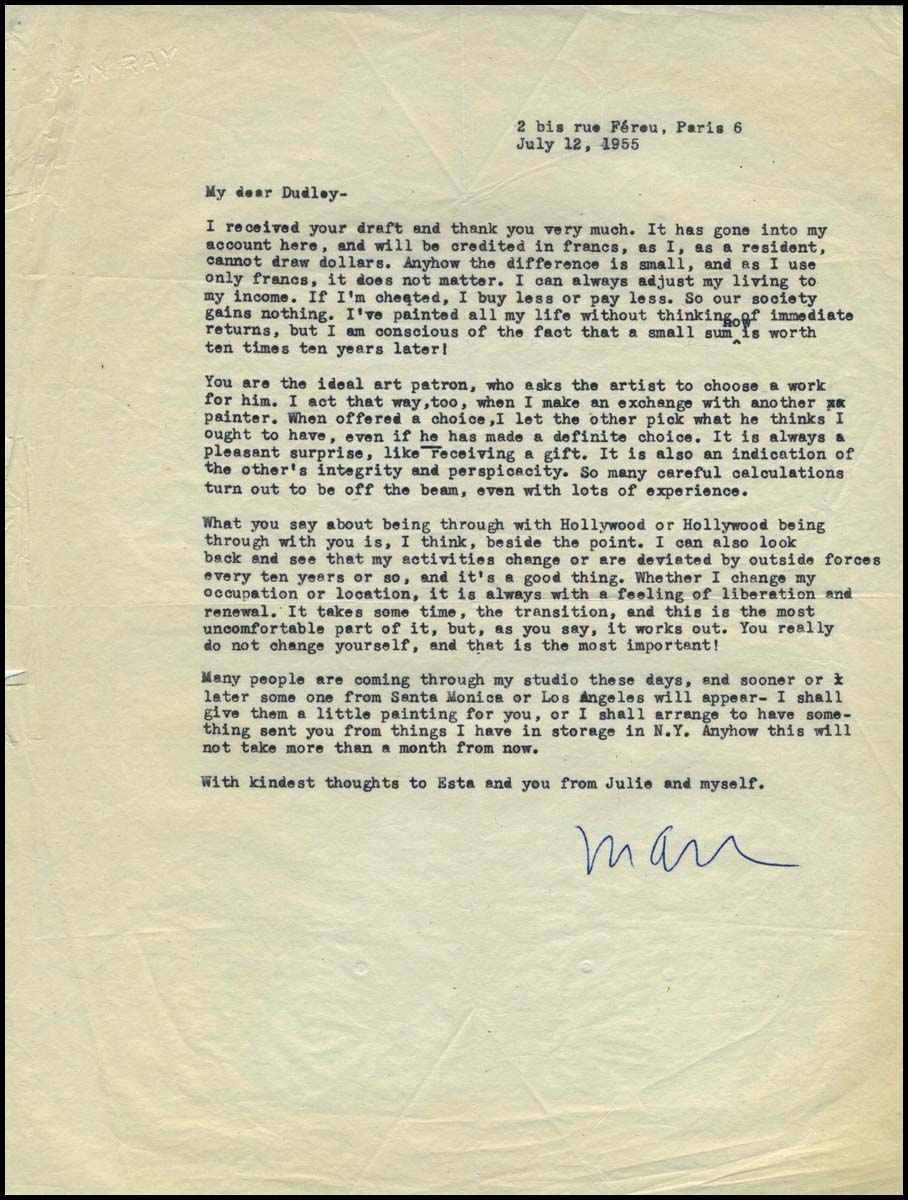 MAN RAY
2 bis rue Féreu, Paris 6
July 12, 1955
My dear Dudley-
I received your draft and thank you very much. It has gone into my
account here, and will be credited in francs, as I, as a resident,
cannot draw dollars. Anyhow the difference is small, and as I use
only francs, it does not matter. I can always adjust my living to
my income. If I'm cheated, I buy less or pay less. So our society
gains nothing. I've painted all my life without thinking of immediate
returns, but I am conscious of the fact that a small sum now is worth
ten times ten years later!
You are the ideal art patron, who asks the artist to choose a work
for him. I act that way,too, when I make an exchange with another
painter. When offered a choice,I let the other pick what he thinks I
ought to have, even if he has made a definite choice. It is always a
pleasant surprise, like receiving a gift. It is also an indication of
the other's integrity and perspicacity. So many careful calculations
turn out to be off the beam, even with lots of experience.
What you say about being through with Hollywood or Hollywood being
through with you is, I think, beside the point. I can also look
back and see that my activities change or are deviated by outside forces
every ten years or so, and it's a good thing. Whether I change my
occupation or location, it is always with a feeling of liberation and
renewal. It takes some time, the transition, and this is the most
uncomfortable part of it, but, as you say, it works out. You really
do not change yourself, and that is the most important!
Many people are coming through my studio these days, and sooner or
later some one from Santa Monica or Los Angeles will appear- I shall
give them a little painting for you, or I shall arrange to have some-
thing sent you from things I have in storage in N.Y. Anyhow this will
not take more than a month from now.
With kindest thoughts to Esta and you from Julie and myself.
Man